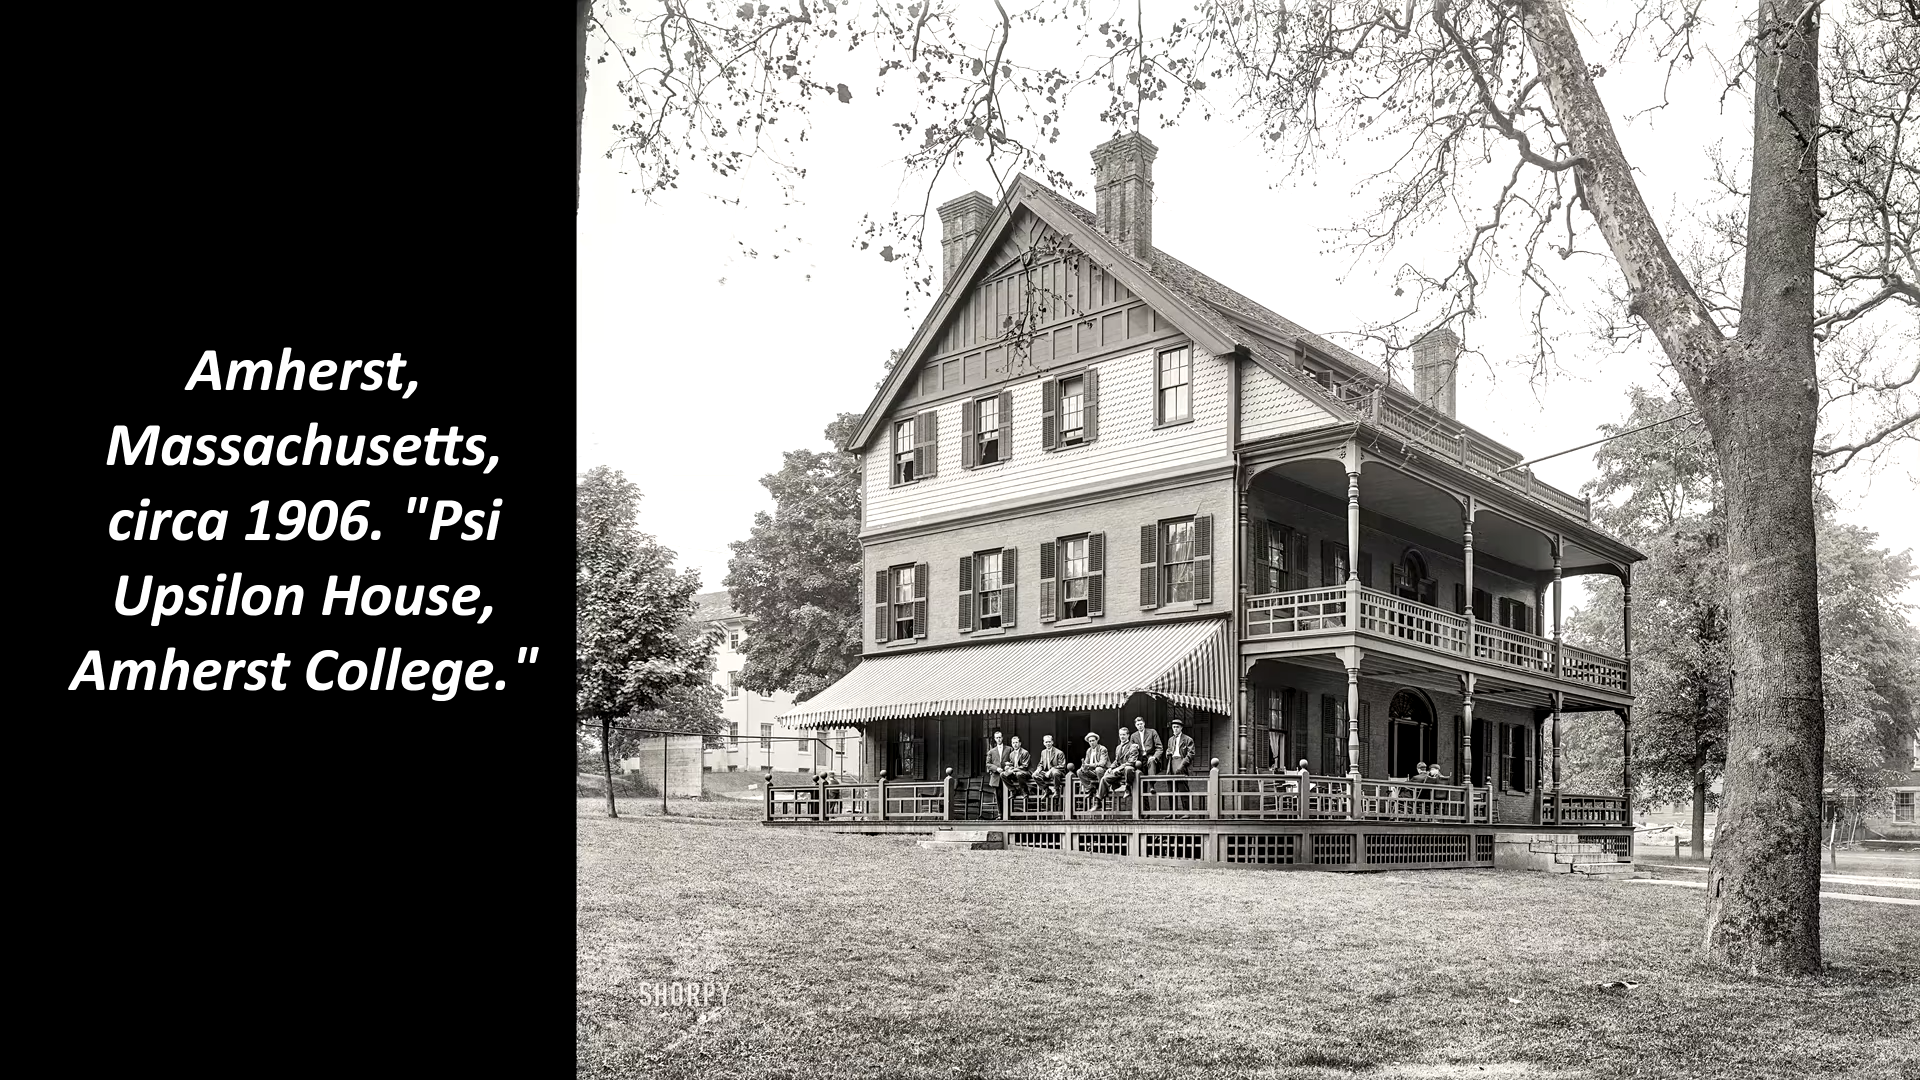 Amherst,
Massachusetts,
circa 1906. "Psi
Upsilon House,
Amherst College."
SHORPY